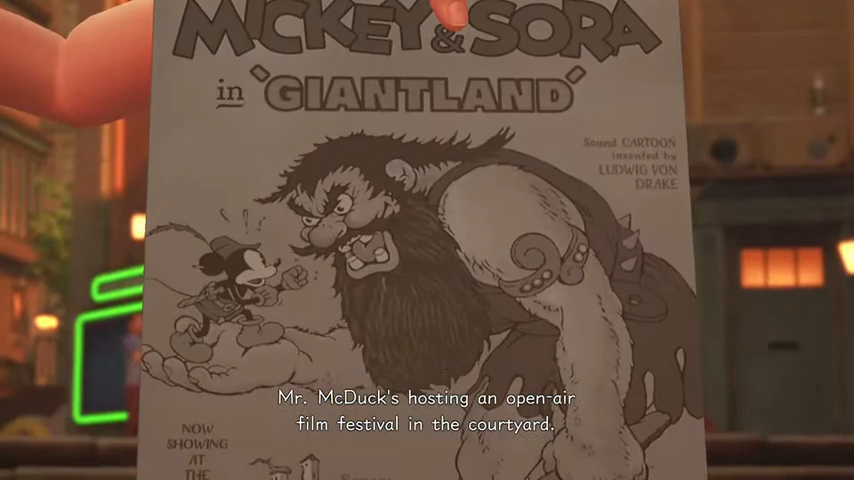 MICKEY & SORA
in 'GIANTLAND'
Sound CARTOON
invented by
LUDWIG VON
DRAKE
Mr. McDuck's hosting an open-air
film festival in the courtyard.
NOW
SHOWING
AT
THE